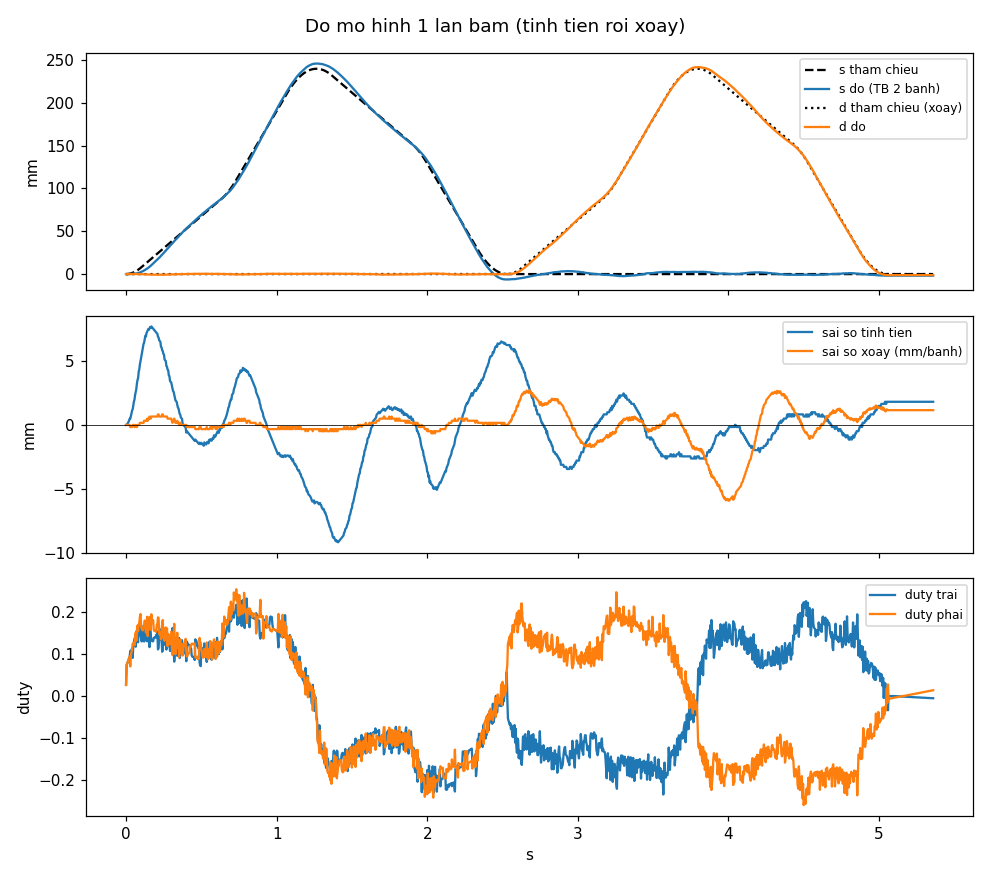 Do mo hinh 1 lan bam (tinh tien roi xoay)
250
200
150
100
50
0
mm
s tham chieu
s do (TB 2 banh)
d tham chieu (xoay)
d do
5
0
−5
−10
mm
sai so tinh tien
sai so xoay (mm/banh)
0.2
0.1
0.0
−0.1
−0.2
duty
duty trai
duty phai
0 1 2 3 4 5
s